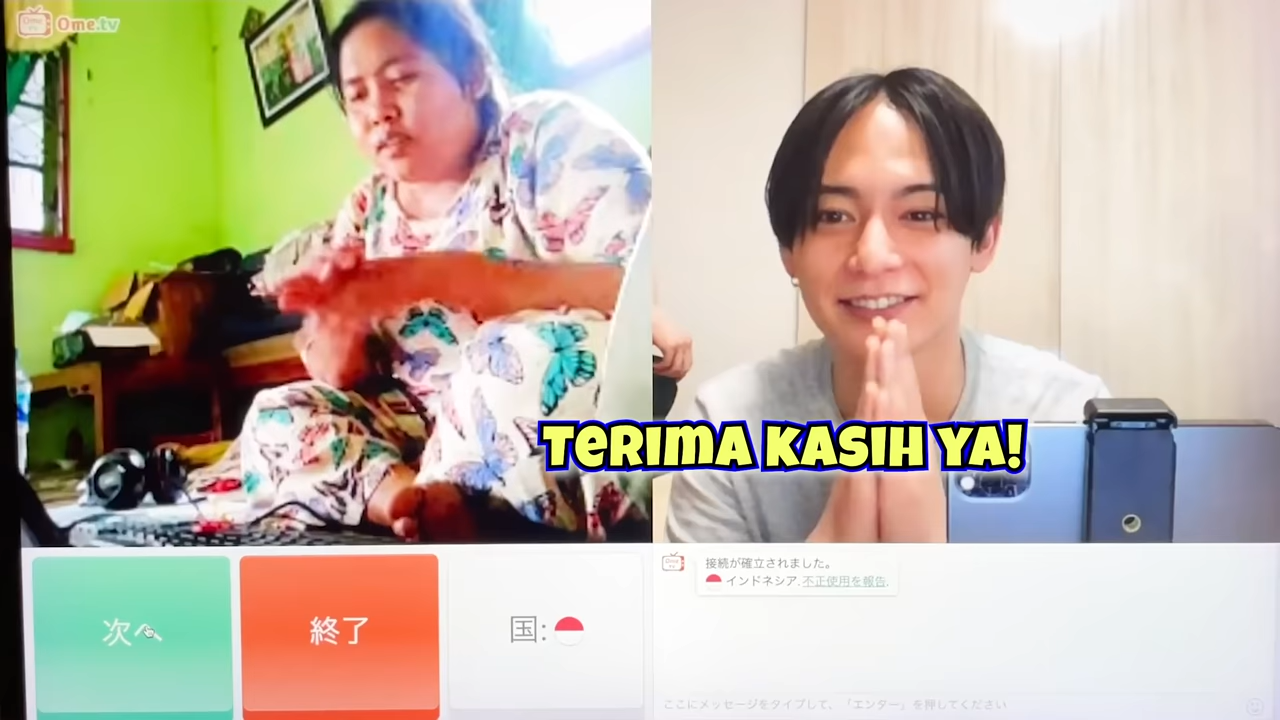 Ome.tv
TERIMA KASIH YA!
接続が確立されました。
インドネシア. 不正使用を報告.
次へ
終了
国:
ここにメッセージをタイプして、「エンター」を押してください